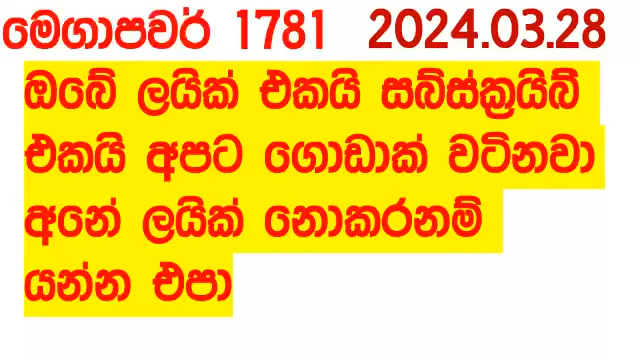 මෙගාපවර් 1781 2024.03.28
ඔබේ ලයික් එකයි සබ්ස්ක්‍රයිබ්
එකයි අපට ගොඩාක් වටිනවා
අනේ ලයික් නොකරනම්
යන්න එපා